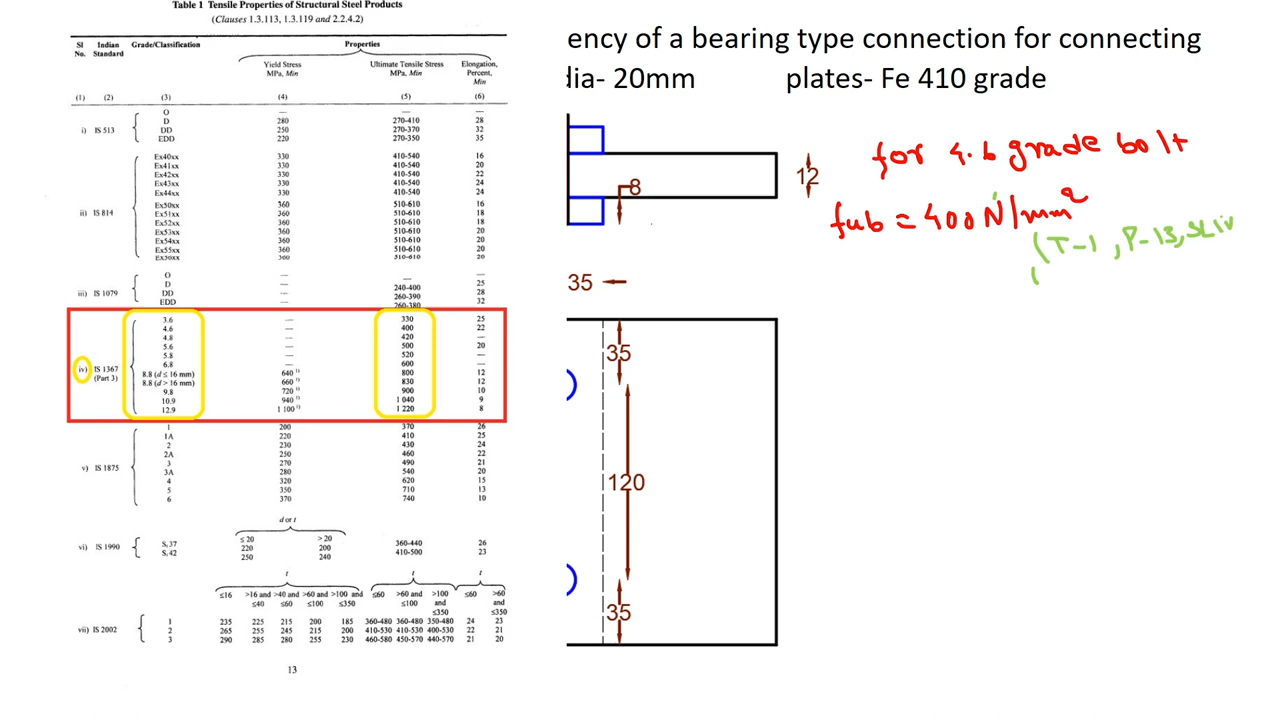 Table 1 Tensile Properties of Structural Steel Products
(Clauses 1.3.113, 1.3.119 and 2.2.4.2)
Sl No. Indian Standard Grade/Classification Properties
Yield Stress MPa, Min Ultimate Tensile Stress MPa, Min Elongation, Percent, Min
(1) (2) (3) (4) (5) (6)
i) IS 513
O — — —
D 280 270-410 28
DD 250 270-370 32
EDD 220 270-350 35
ii) IS 814
Ex40xx 330 410-540 16
Ex41xx 330 410-540 20
Ex42xx 330 410-540 22
Ex43xx 330 410-540 24
Ex44xx 330 410-540 24
Ex50xx 360 510-610 16
Ex51xx 360 510-610 18
Ex52xx 360 510-610 18
Ex53xx 360 510-610 20
Ex54xx 360 510-610 20
Ex55xx 360 510-610 20
Ex56xx 360 510-610 20
iii) IS 1079
O — — —
D — 240-400 25
DD — 260-390 28
EDD — 260-380 32
iv) IS 1367 (Part 3)
3.6 — 330 25
4.6 — 400 22
4.8 — 420 —
5.6 — 500 20
5.8 — 520 —
6.8 — 600 —
8.8 (d ≤ 16 mm) 640 ¹⁾ 800 12
8.8 (d > 16 mm) 660 ¹⁾ 830 12
9.8 720 ¹⁾ 900 10
10.9 940 ¹⁾ 1 040 9
12.9 1 100 ¹⁾ 1 220 8
v) IS 1875
1 200 370 26
1A 220 410 25
2 230 430 24
2A 250 460 22
3 270 490 21
3A 280 540 20
4 320 620 15
5 350 710 13
6 370 740 10
d or t
vi) IS 1990
≤ 20 > 20
S,37 220 200 360-440 26
S,42 250 240 410-500 23
t t t
≤16 >16 and ≤40 >40 and ≤60 >60 and ≤100 >100 and ≤350 ≤60 >60 and ≤100 >100 and ≤350 ≤60 >60 and ≤350
vii) IS 2002
1 235 225 215 200 185 360-480 360-480 350-480 24 23
2 265 255 245 215 200 410-530 410-530 400-530 22 21
3 290 285 280 255 230 460-580 450-570 440-570 21 20
13
ency of a bearing type connection for connecting
dia- 20mm plates- Fe 410 grade
8
12
35
35
120
35
for 4.6 grade bolt
fub = 400 N/mm²
(T-1, P-13, SL iv
(